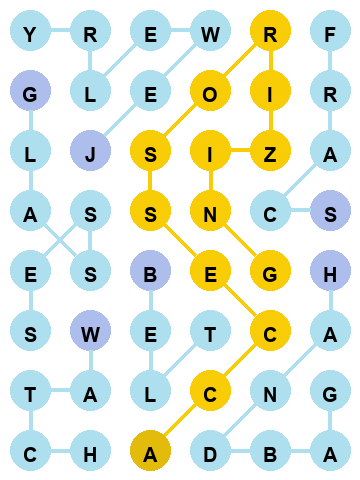 Y R E W R F
G L E O I R
L J S I Z A
A S S N C S
E S B E G H
S W E T C A
T A L C N G
C H A D B A